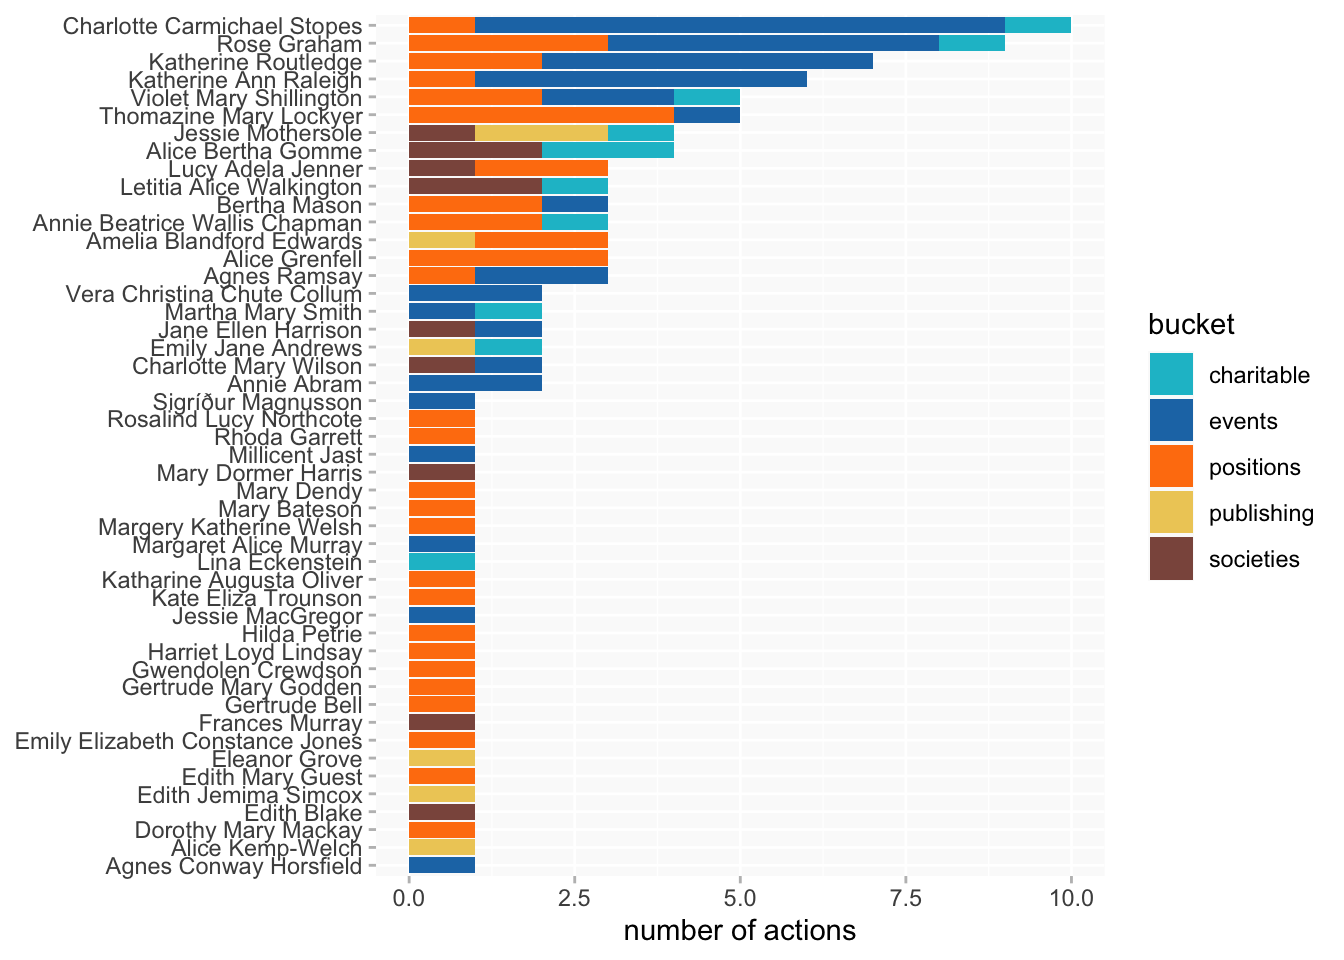 Charlotte Carmichael Stopes
Rose Graham
Katherine Routledge
Katherine Ann Raleigh
Violet Mary Shillington
Thomazine Mary Lockyer
Jessie Mothersole
Alice Bertha Gomme
Lucy Adela Jenner
Letitia Alice Walkington
Bertha Mason
Annie Beatrice Wallis Chapman
Amelia Blandford Edwards
Alice Grenfell
Agnes Ramsay
Vera Christina Chute Collum
Martha Mary Smith
Jane Ellen Harrison
Emily Jane Andrews
Charlotte Mary Wilson
Annie Abram
Sigríður Magnusson
Rosalind Lucy Northcote
Rhoda Garrett
Millicent Jast
Mary Dormer Harris
Mary Dendy
Mary Bateson
Margery Katherine Welsh
Margaret Alice Murray
Lina Eckenstein
Katharine Augusta Oliver
Kate Eliza Trounson
Jessie MacGregor
Hilda Petrie
Harriet Loyd Lindsay
Gwendolen Crewdson
Gertrude Mary Godden
Gertrude Bell
Frances Murray
Emily Elizabeth Constance Jones
Eleanor Grove
Edith Mary Guest
Edith Jemima Simcox
Edith Blake
Dorothy Mary Mackay
Alice Kemp-Welch
Agnes Conway Horsfield
0.0 2.5 5.0 7.5 10.0
number of actions
bucket
charitable
events
positions
publishing
societies